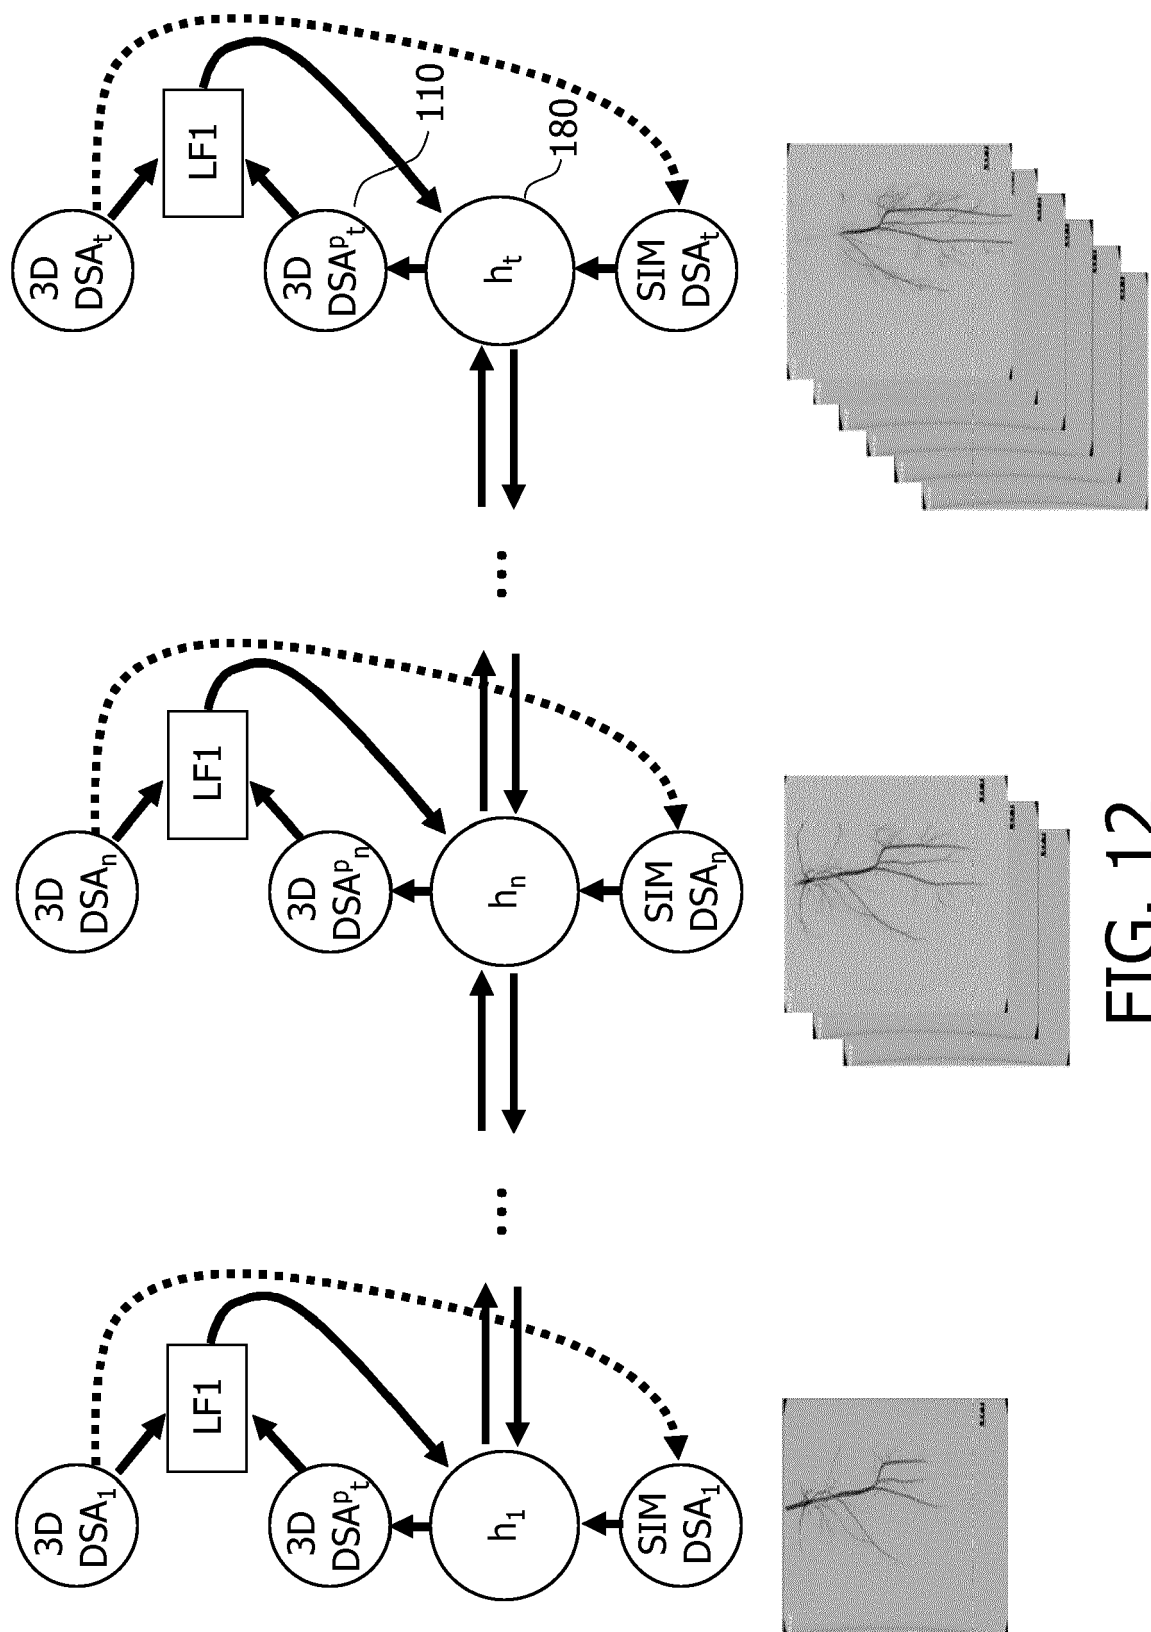 3D
DSA₁
3D
DSAₙ
3D
DSAₜ
LF1
LF1
LF1
3D
DSAᵖₜ
3D
DSAᵖₙ
3D
DSAᵖₜ
110
h₁
...
hₙ
...
hₜ
180
SIM
DSA₁
SIM
DSAₙ
SIM
DSAₜ
FIG. 12